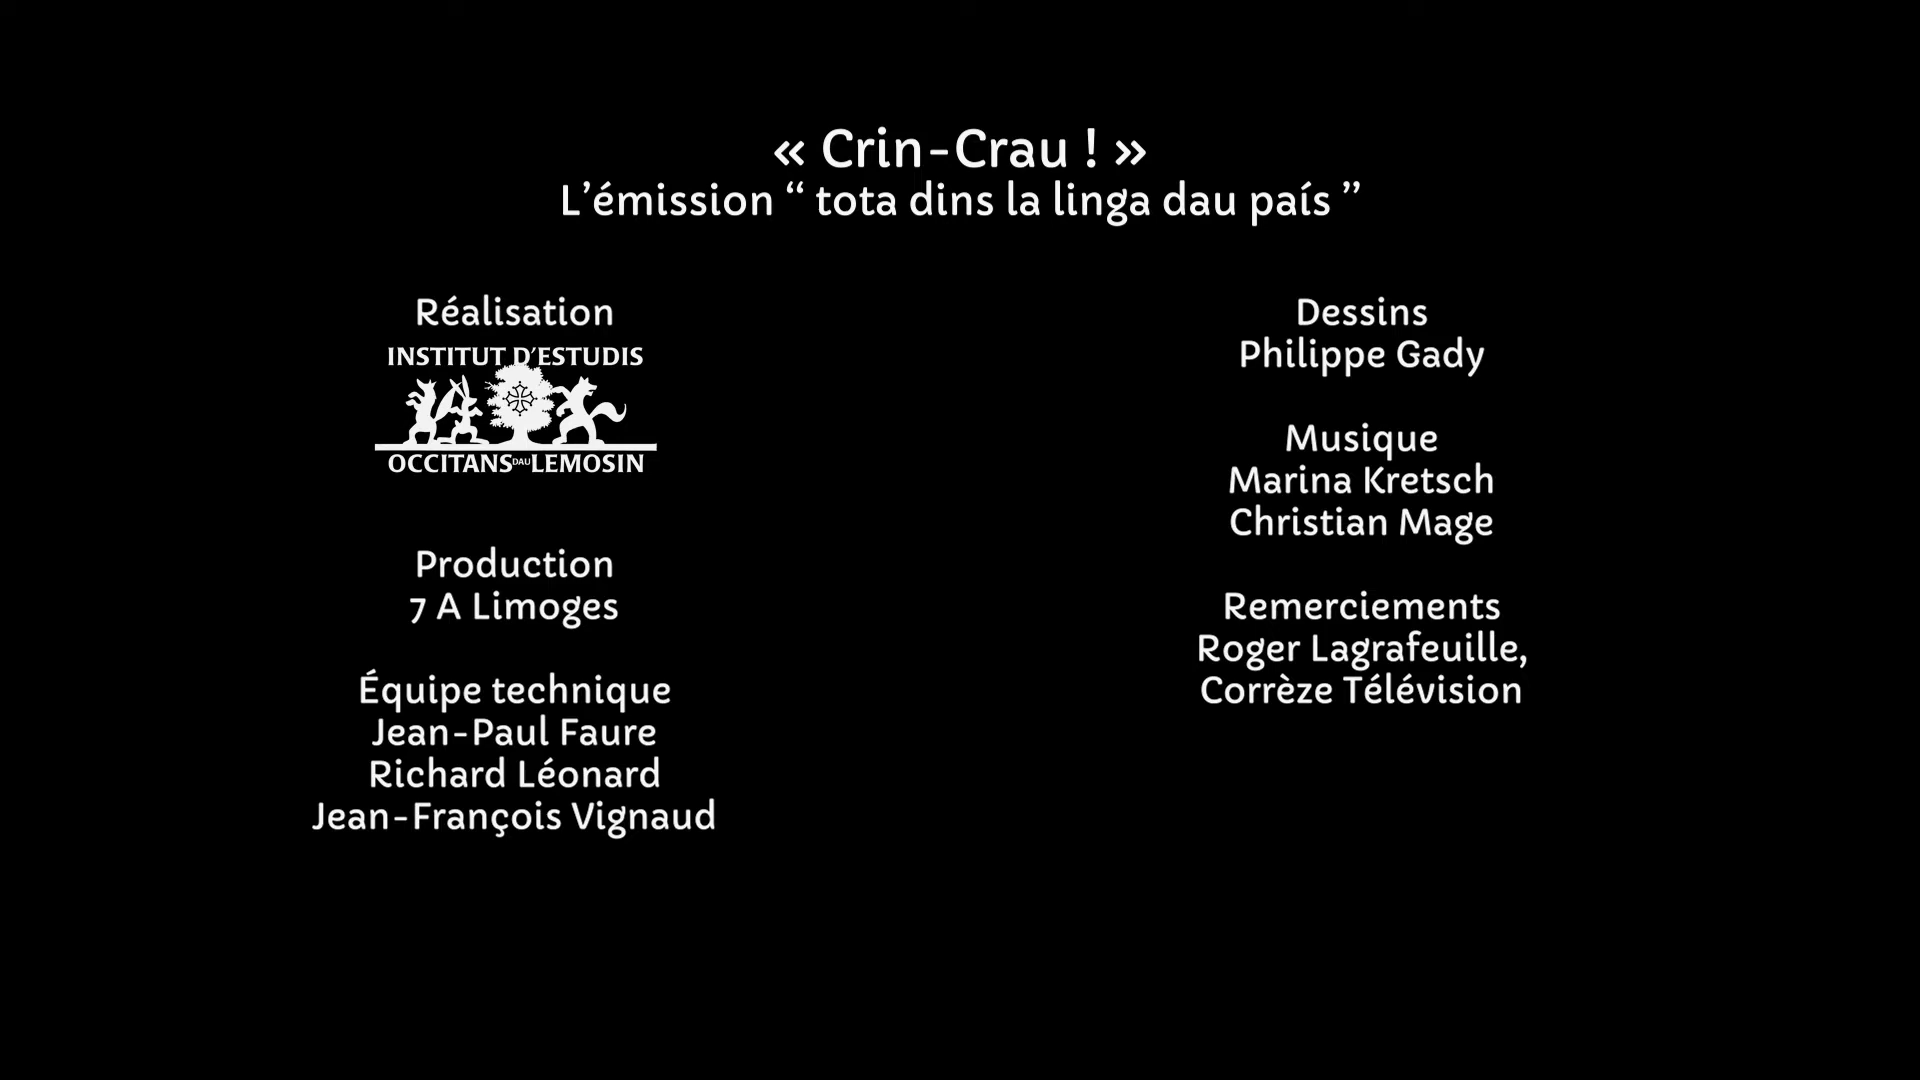 « Crin-Crau ! »
L’émission “ tota dins la linga dau país ”
Réalisation
INSTITUT D’ESTUDIS
OCCITANS DAU LEMOSIN
Production
7 A Limoges
Équipe technique
Jean-Paul Faure
Richard Léonard
Jean-François Vignaud
Dessins
Philippe Gady
Musique
Marina Kretsch
Christian Mage
Remerciements
Roger Lagrafeuille,
Corrèze Télévision